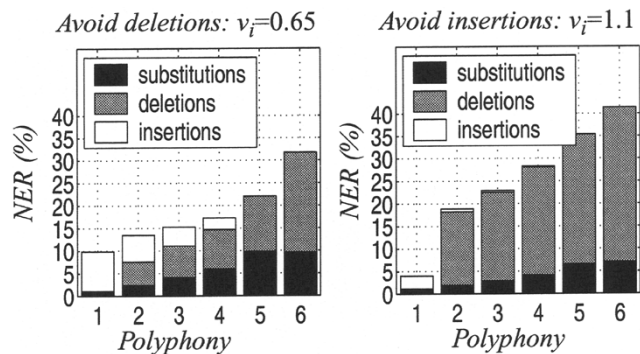 Avoid deletions: v_i=0.65
substitutions
deletions
insertions
NER (%)
40
35
30
25
20
15
10
5
0
1 2 3 4 5 6
Polyphony
Avoid insertions: v_i=1.1
substitutions
deletions
insertions
NER (%)
40
35
30
25
20
15
10
5
0
1 2 3 4 5 6
Polyphony